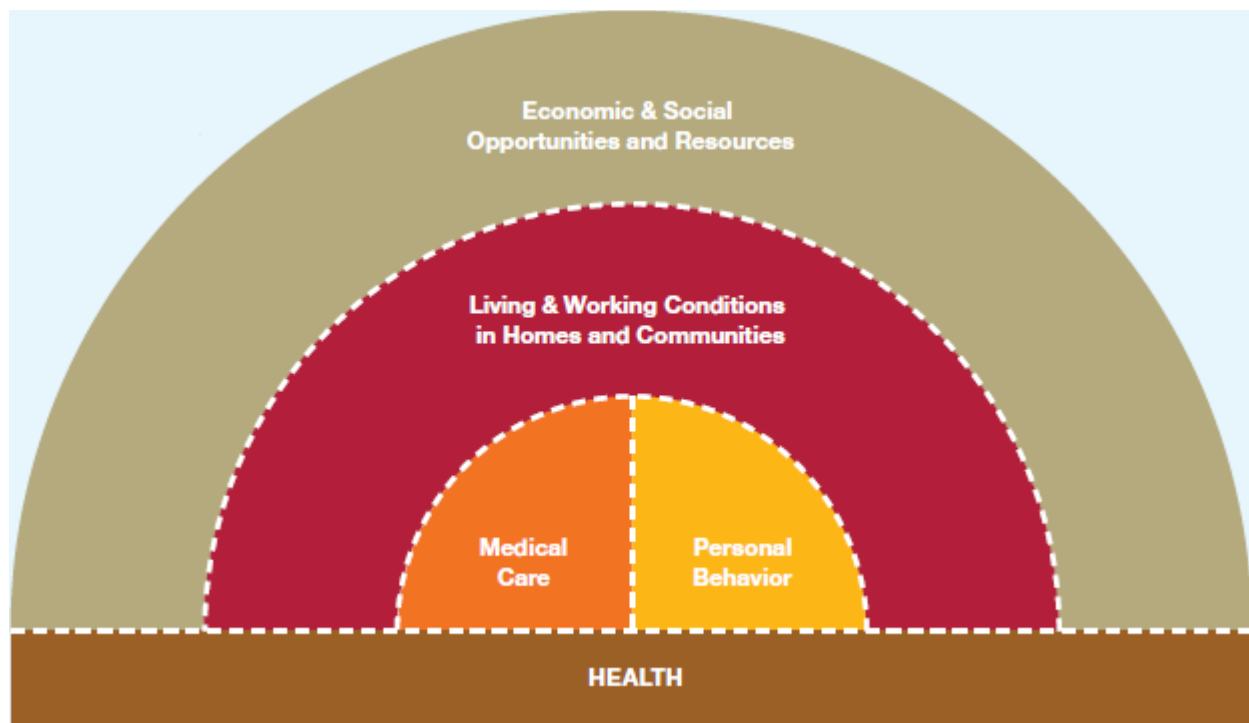 Economic & Social
Opportunities and Resources
Living & Working Conditions
in Homes and Communities
Medical
Care
Personal
Behavior
HEALTH